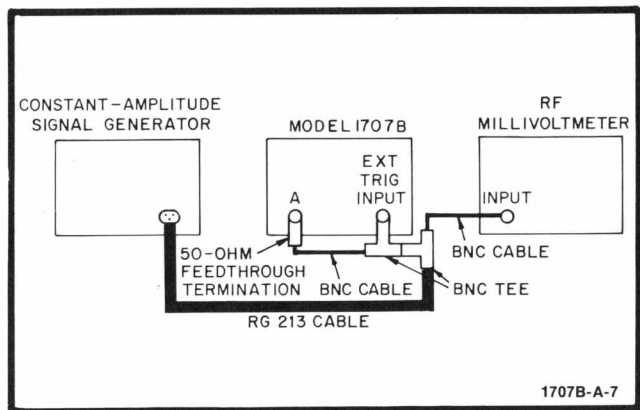 CONSTANT-AMPLITUDE
SIGNAL GENERATOR
MODEL 1707B
RF
MILLIVOLTMETER
EXT
TRIG
INPUT
A
INPUT
50-OHM
FEEDTHROUGH
TERMINATION
BNC CABLE
BNC CABLE
BNC TEE
RG 213 CABLE
1707B-A-7